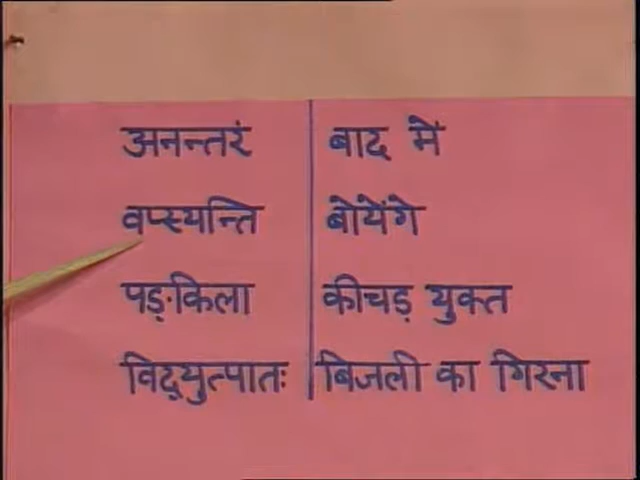 अनन्तरं बाद में
वप्स्यन्ति बोयेंगे
पङ्किला कीचड़ युक्त
विद्युत्पातः बिजली का गिरना